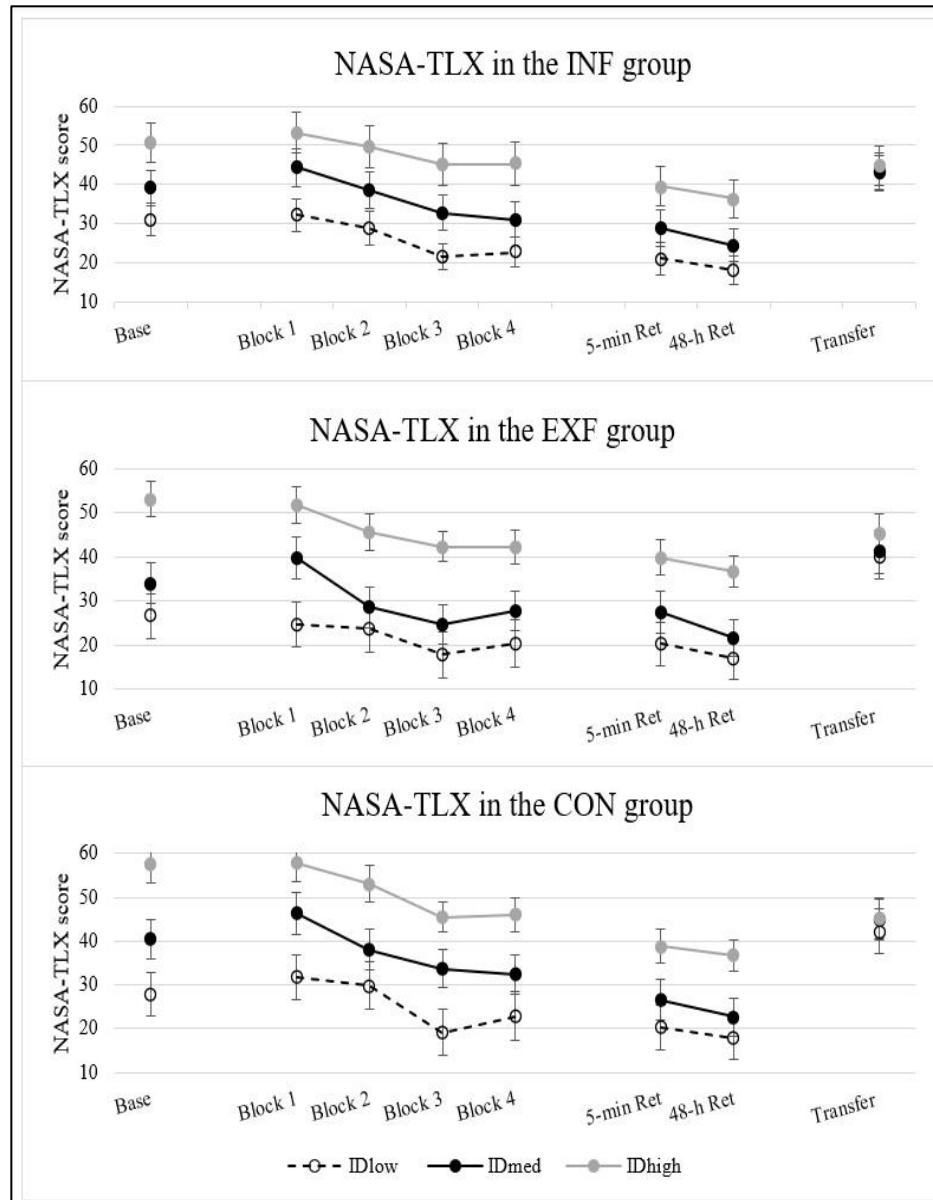 NASA-TLX in the INF group
NASA-TLX score
60
50
40
30
20
10
Base
Block 1
Block 2
Block 3
Block 4
5-min Ret
48-h Ret
Transfer
NASA-TLX in the EXF group
NASA-TLX score
60
50
40
30
20
10
Base
Block 1
Block 2
Block 3
Block 4
5-min Ret
48-h Ret
Transfer
NASA-TLX in the CON group
NASA-TLX score
60
50
40
30
20
10
Base
Block 1
Block 2
Block 3
Block 4
5-min Ret
48-h Ret
Transfer
IDlow IDmed IDhigh